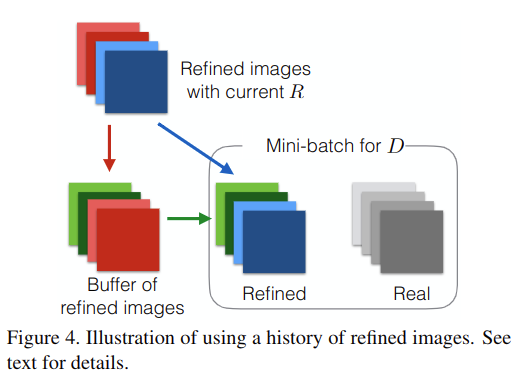 Refined images
with current R
Mini-batch for D
Buffer of
refined images
Refined
Real
Figure 4. Illustration of using a history of refined images. See
text for details.